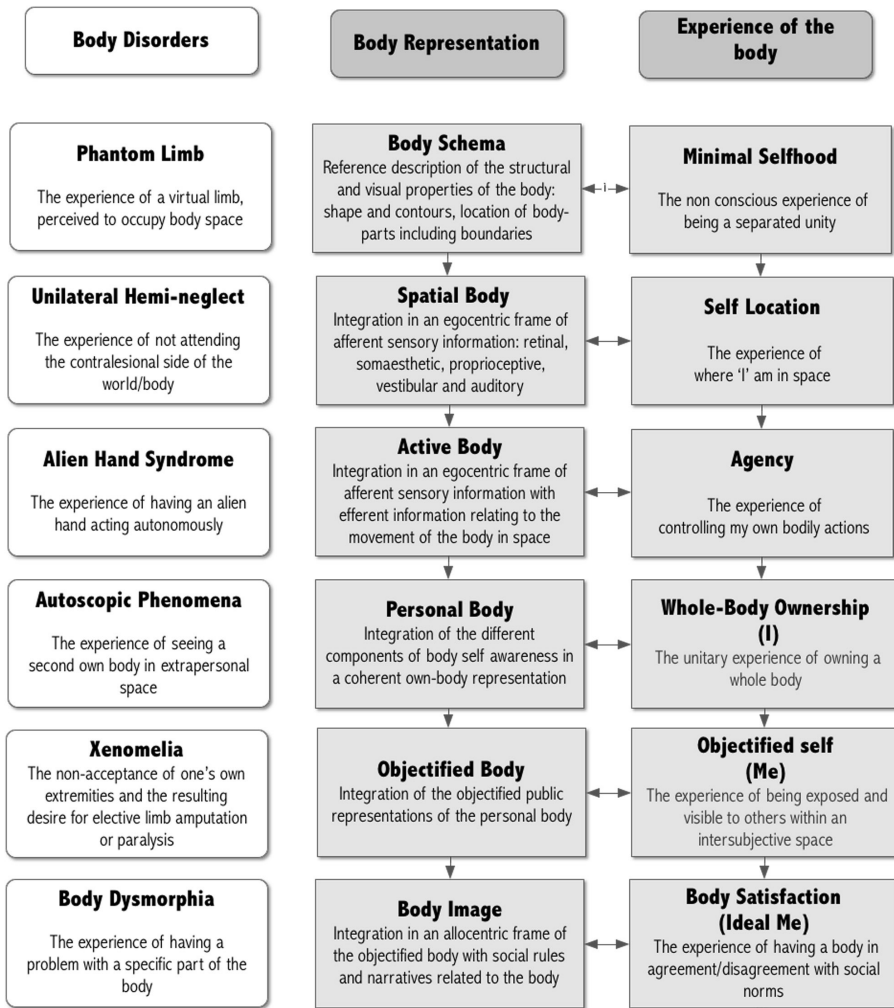 Body Disorders
Body Representation
Experience of the
body
Phantom Limb
The experience of a virtual limb,
perceived to occupy body space
Body Schema
Reference description of the structural
and visual properties of the body:
shape and contours, location of body-
parts including boundaries
i
Minimal Selfhood
The non conscious experience of
being a separated unity
Unilateral Hemi-neglect
The experience of not attending
the contralesional side of the
world/body
Spatial Body
Integration in an egocentric frame of
afferent sensory information: retinal,
somaesthetic, proprioceptive,
vestibular and auditory
Self Location
The experience of
where 'I' am in space
Alien Hand Syndrome
The experience of having an alien
hand acting autonomously
Active Body
Integration in an egocentric frame of
afferent sensory information with
efferent information relating to the
movement of the body in space
Agency
The experience of
controlling my own bodily actions
Autoscopic Phenomena
The experience of seeing a
second own body in extrapersonal
space
Personal Body
Integration of the different
components of body self awareness in
a coherent own-body representation
Whole-Body Ownership
(I)
The unitary experience of owning a
whole body
Xenomelia
The non-acceptance of one's own
extremities and the resulting
desire for elective limb amputation
or paralysis
Objectified Body
Integration of the objectified public
representations of the personal body
Objectified self
(Me)
The experience of being exposed and
visible to others within an
intersubjective space
Body Dysmorphia
The experience of having a
problem with a specific part of the
body
Body Image
Integration in an allocentric frame of
the objectified body with social rules
and narratives related to the body
Body Satisfaction
(Ideal Me)
The experience of having a body in
agreement/disagreement with social
norms